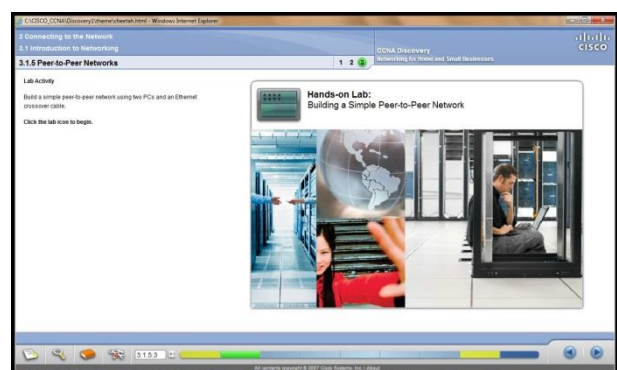 C:\CISCO_CCNA\Discovery1\theme\cheetah.html - Windows Internet Explorer
3 Connecting to the Network
3.1 Introduction to Networking
CCNA Discovery
Networking for Home and Small Businesses
CISCO
3.1.5 Peer-to-Peer Networks
1 2 3
Lab Activity
Build a simple peer-to-peer network using two PCs and an Ethernet
crossover cable.
Click the lab icon to begin.
Hands-on Lab:
Building a Simple Peer-to-Peer Network
3.1.5.3
All contents copyright © 2007 Cisco Systems, Inc. | About